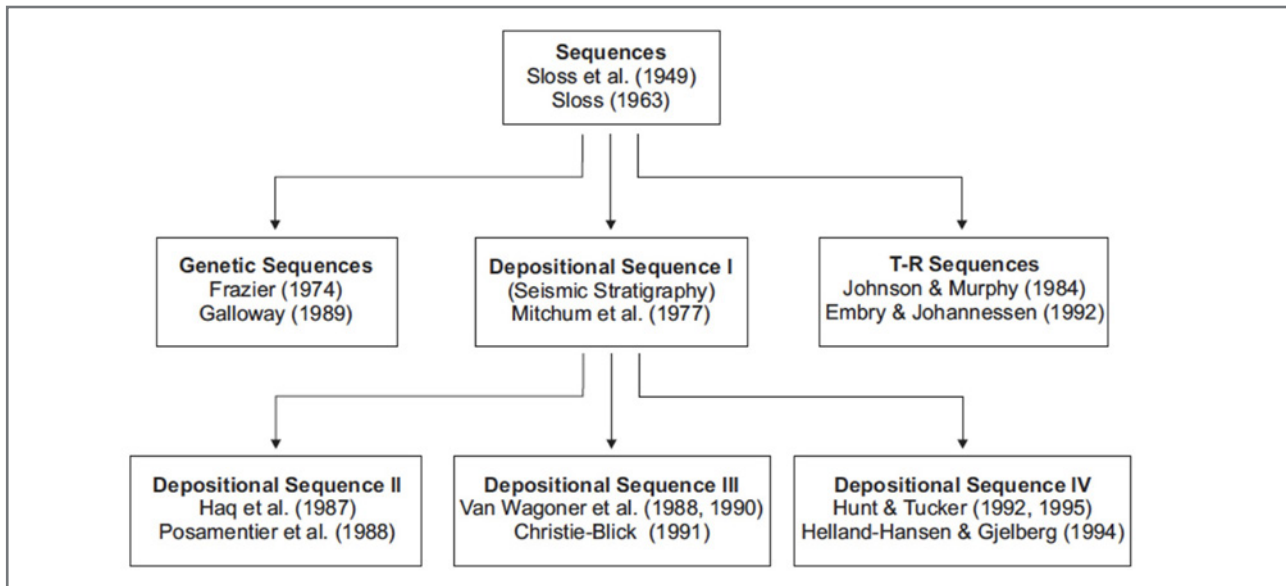 Sequences
Sloss et al. (1949)
Sloss (1963)
Genetic Sequences
Frazier (1974)
Galloway (1989)
Depositional Sequence I
(Seismic Stratigraphy)
Mitchum et al. (1977)
T-R Sequences
Johnson & Murphy (1984)
Embry & Johannessen (1992)
Depositional Sequence II
Haq et al. (1987)
Posamentier et al. (1988)
Depositional Sequence III
Van Wagoner et al. (1988, 1990)
Christie-Blick (1991)
Depositional Sequence IV
Hunt & Tucker (1992, 1995)
Helland-Hansen & Gjelberg (1994)